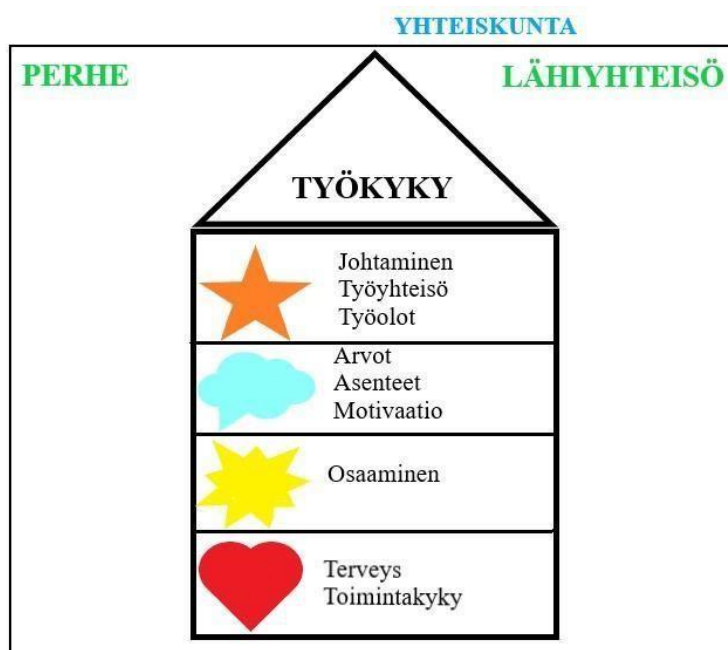 YHTEISKUNTA
PERHE
LÄHIYHTEISÖ
TYÖKYKY
Johtaminen
Työyhteisö
Työolot
Arvot
Asenteet
Motivaatio
Osaaminen
Terveys
Toimintakyky